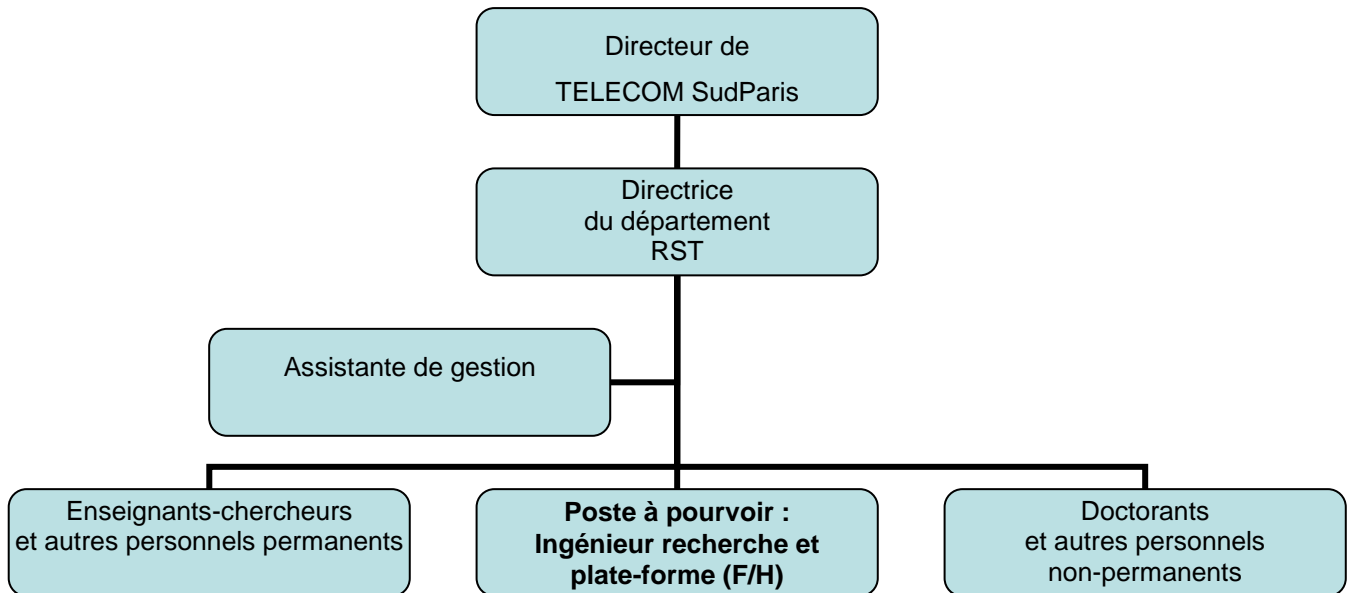 Directeur de
TELECOM SudParis
Directrice
du département
RST
Assistante de gestion
Enseignants-chercheurs
et autres personnels permanents
Poste à pourvoir :
Ingénieur recherche et
plate-forme (F/H)
Doctorants
et autres personnels
non-permanents